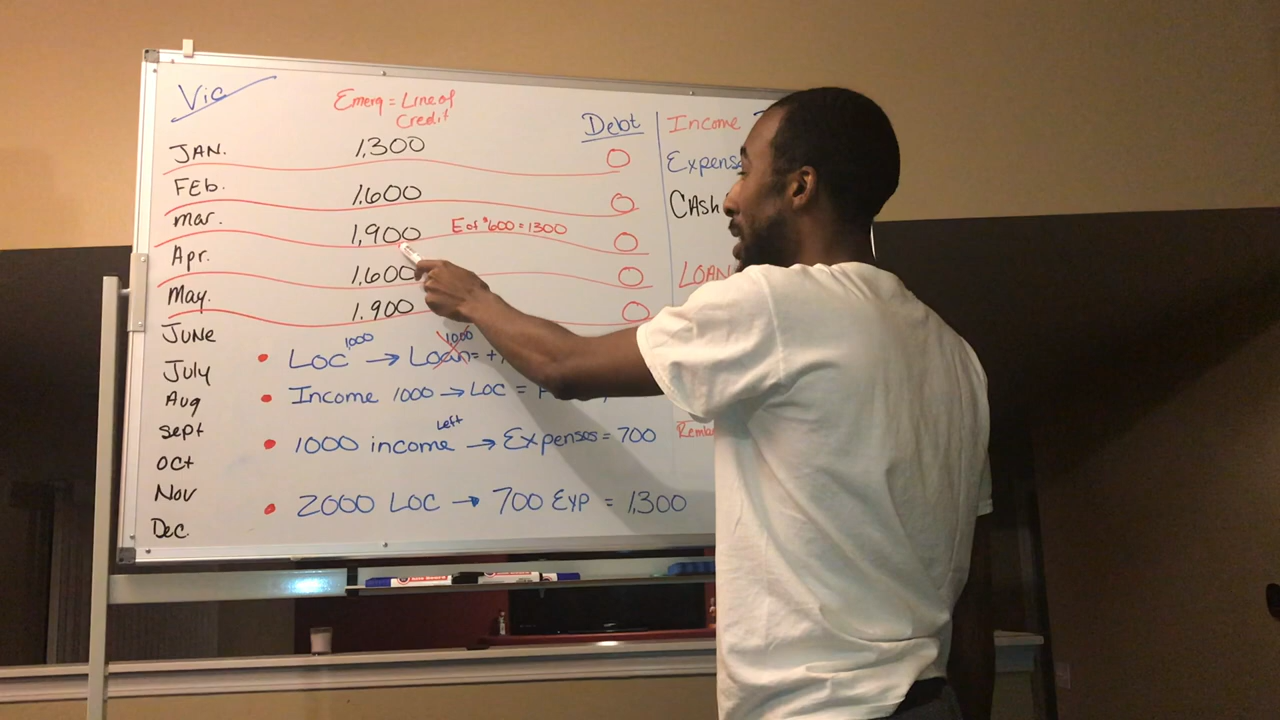 Vic
Emerg = Line of
Credit
Debt
JAN. 1,300 0
FEb. 1,600 0
mar. 1,900 E of $600 = 1300 0
Apr. 1,600 0
May. 1.900 0
JUNE
July
Aug
sept
Oct
Nov
Dec.
• LOC 1000 → Loan 1000 = +
• Income 1000 → LOC =
• 1000 income Left → Expenses = 700
• 2000 LOC → 700 EXP = 1,300
Income
Expense
CAsh
LOAN